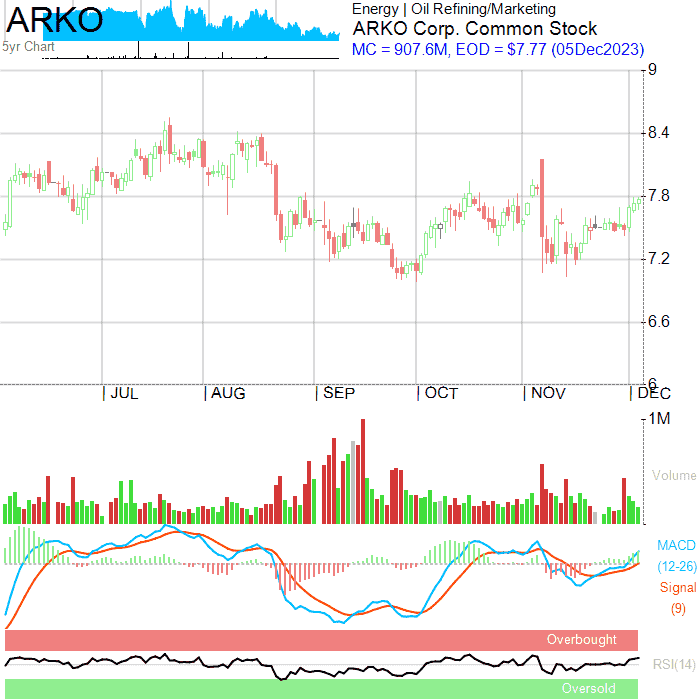 ARKO
5yr Chart
Energy | Oil Refining/Marketing
ARKO Corp. Common Stock
MC = 907.6M, EOD = $7.77 (05Dec2023)
9
8.4
7.8
7.2
6.6
6
JUL AUG SEP OCT NOV DEC
1M
Volume
MACD
(12-26)
Signal
(9)
Overbought
RSI(14)
Oversold